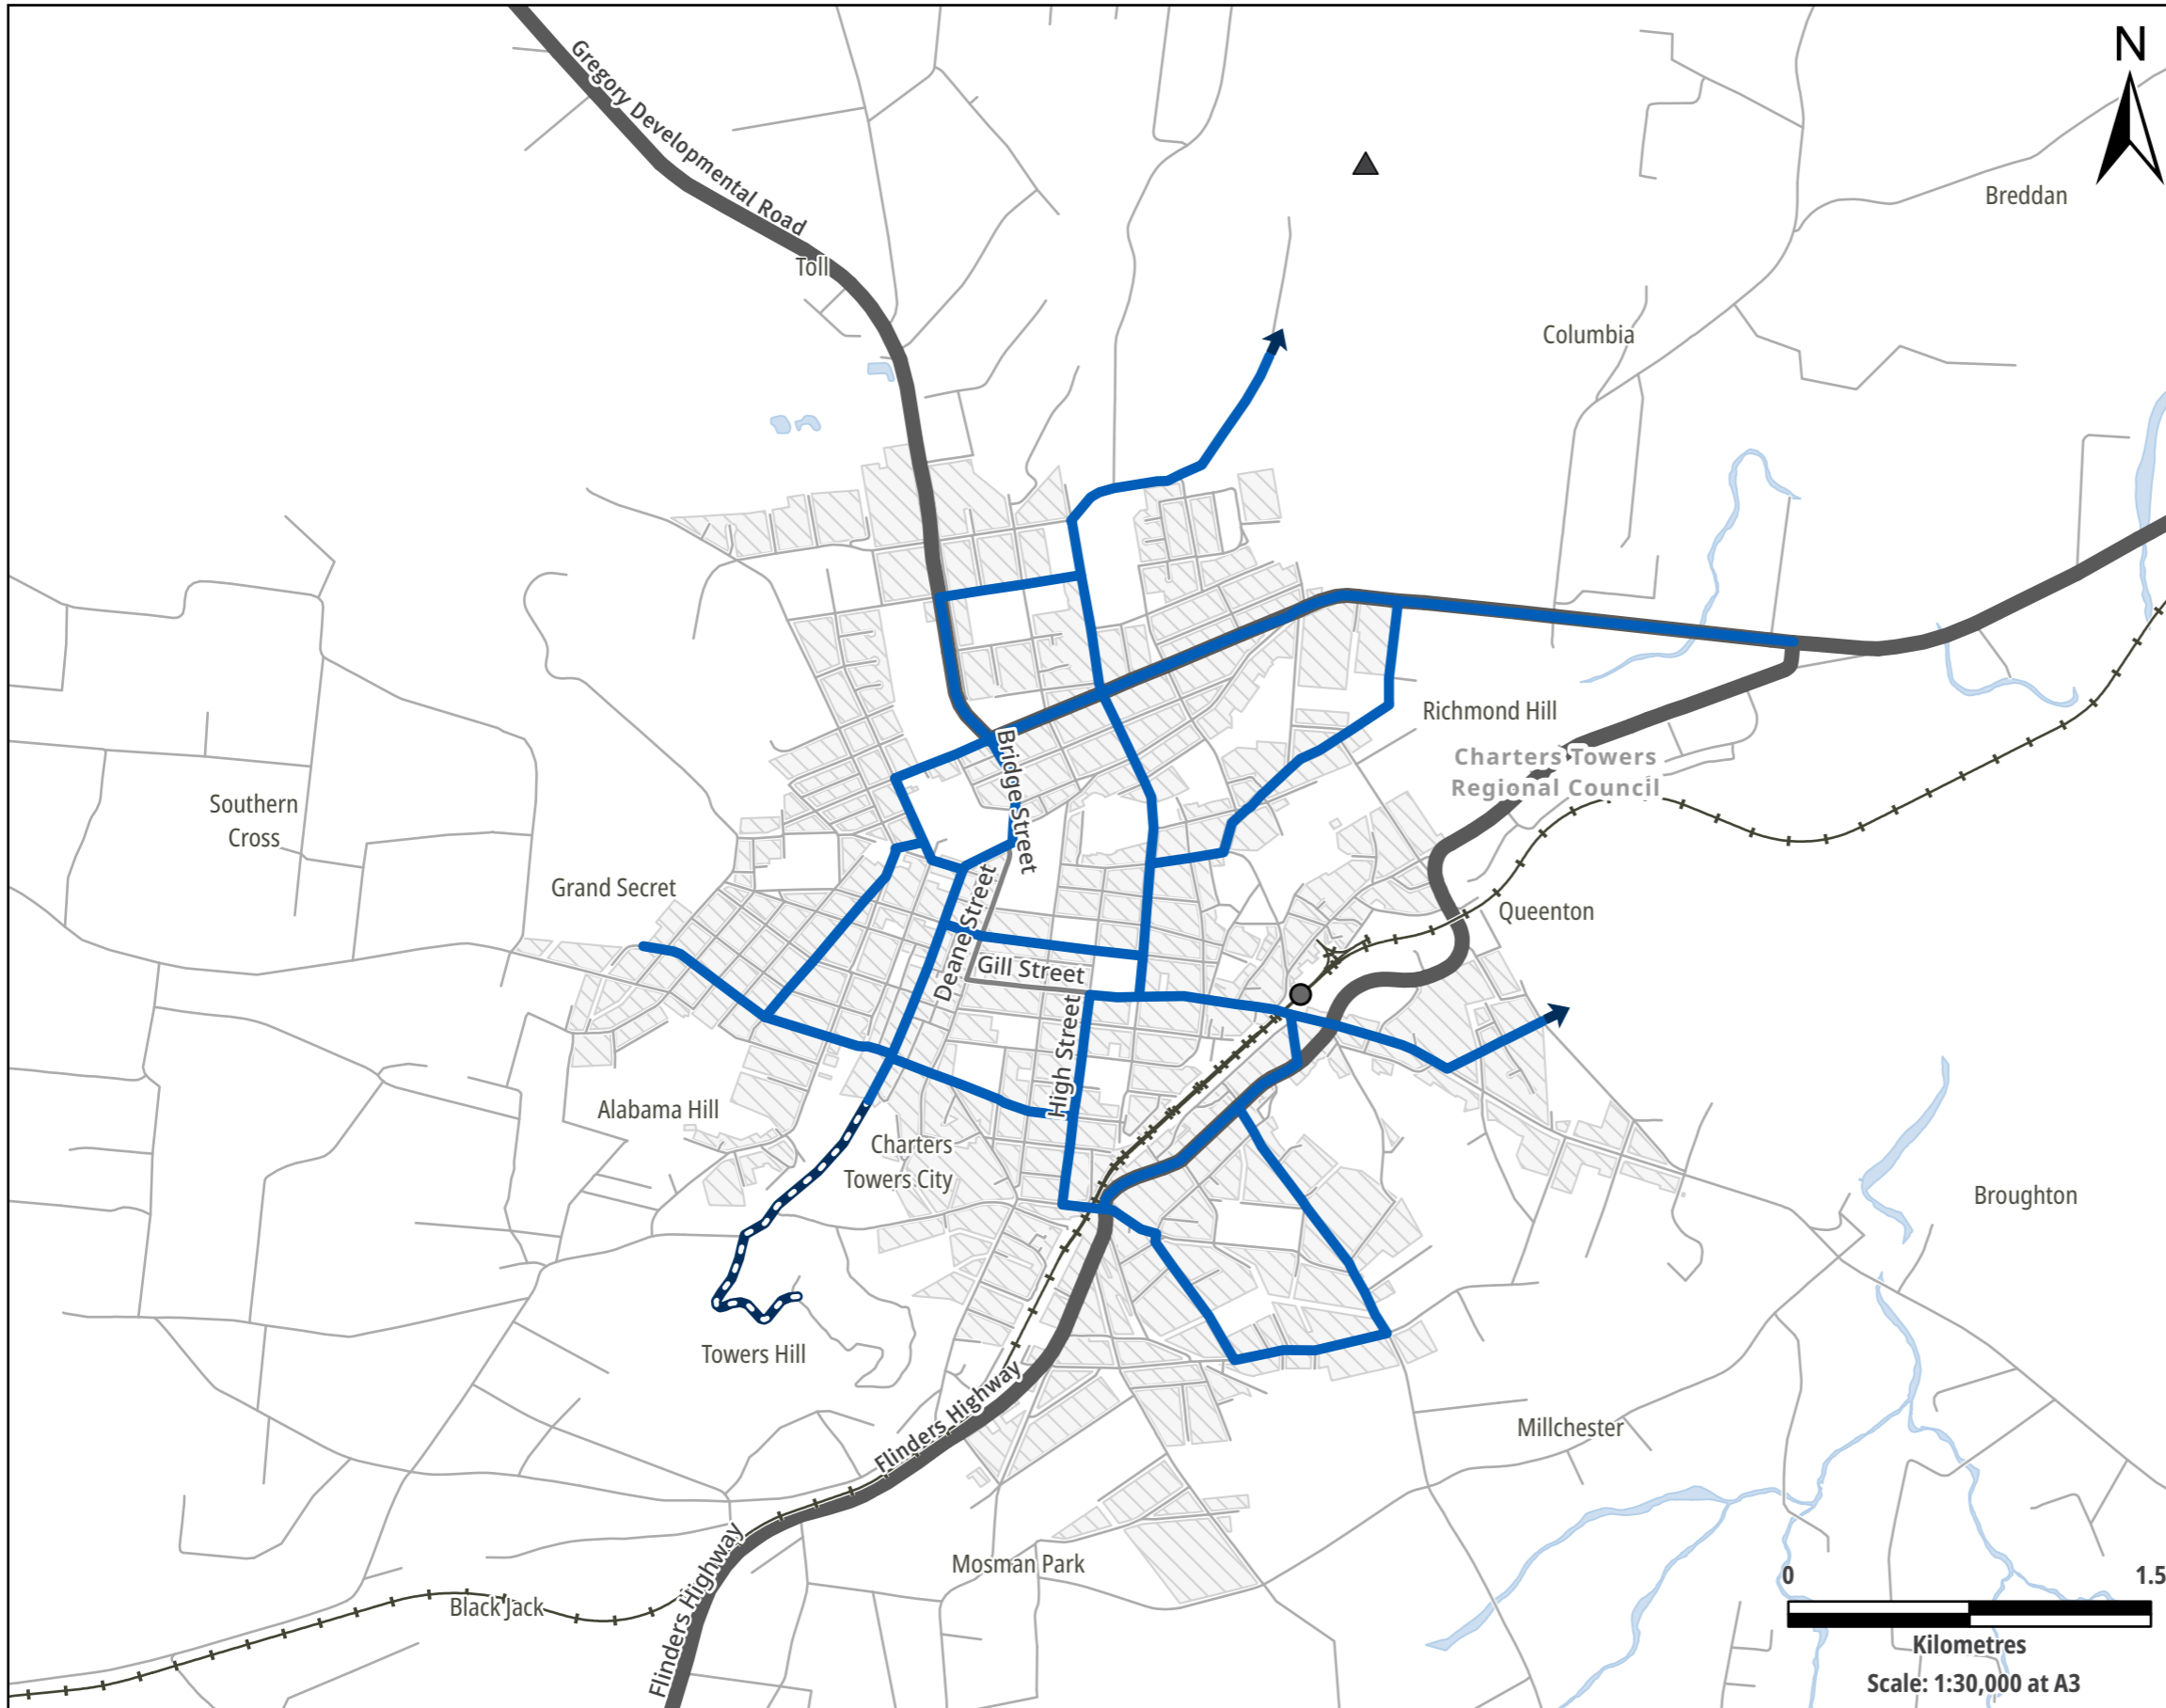 N
Gregory Developmental Road
Breddan
Toll
Columbia
Richmond Hill
Bridge Street
Charters Towers
Regional Council
Southern
Cross
Grand Secret
Queenton
Deane Street
Gill Street
High Street
Alabama Hill
Charters
Towers City
Broughton
Towers Hill
Flinders Highway
Millchester
Mosman Park
Flinders Highway
Black Jack
0 1.5
Kilometres
Scale: 1:30,000 at A3